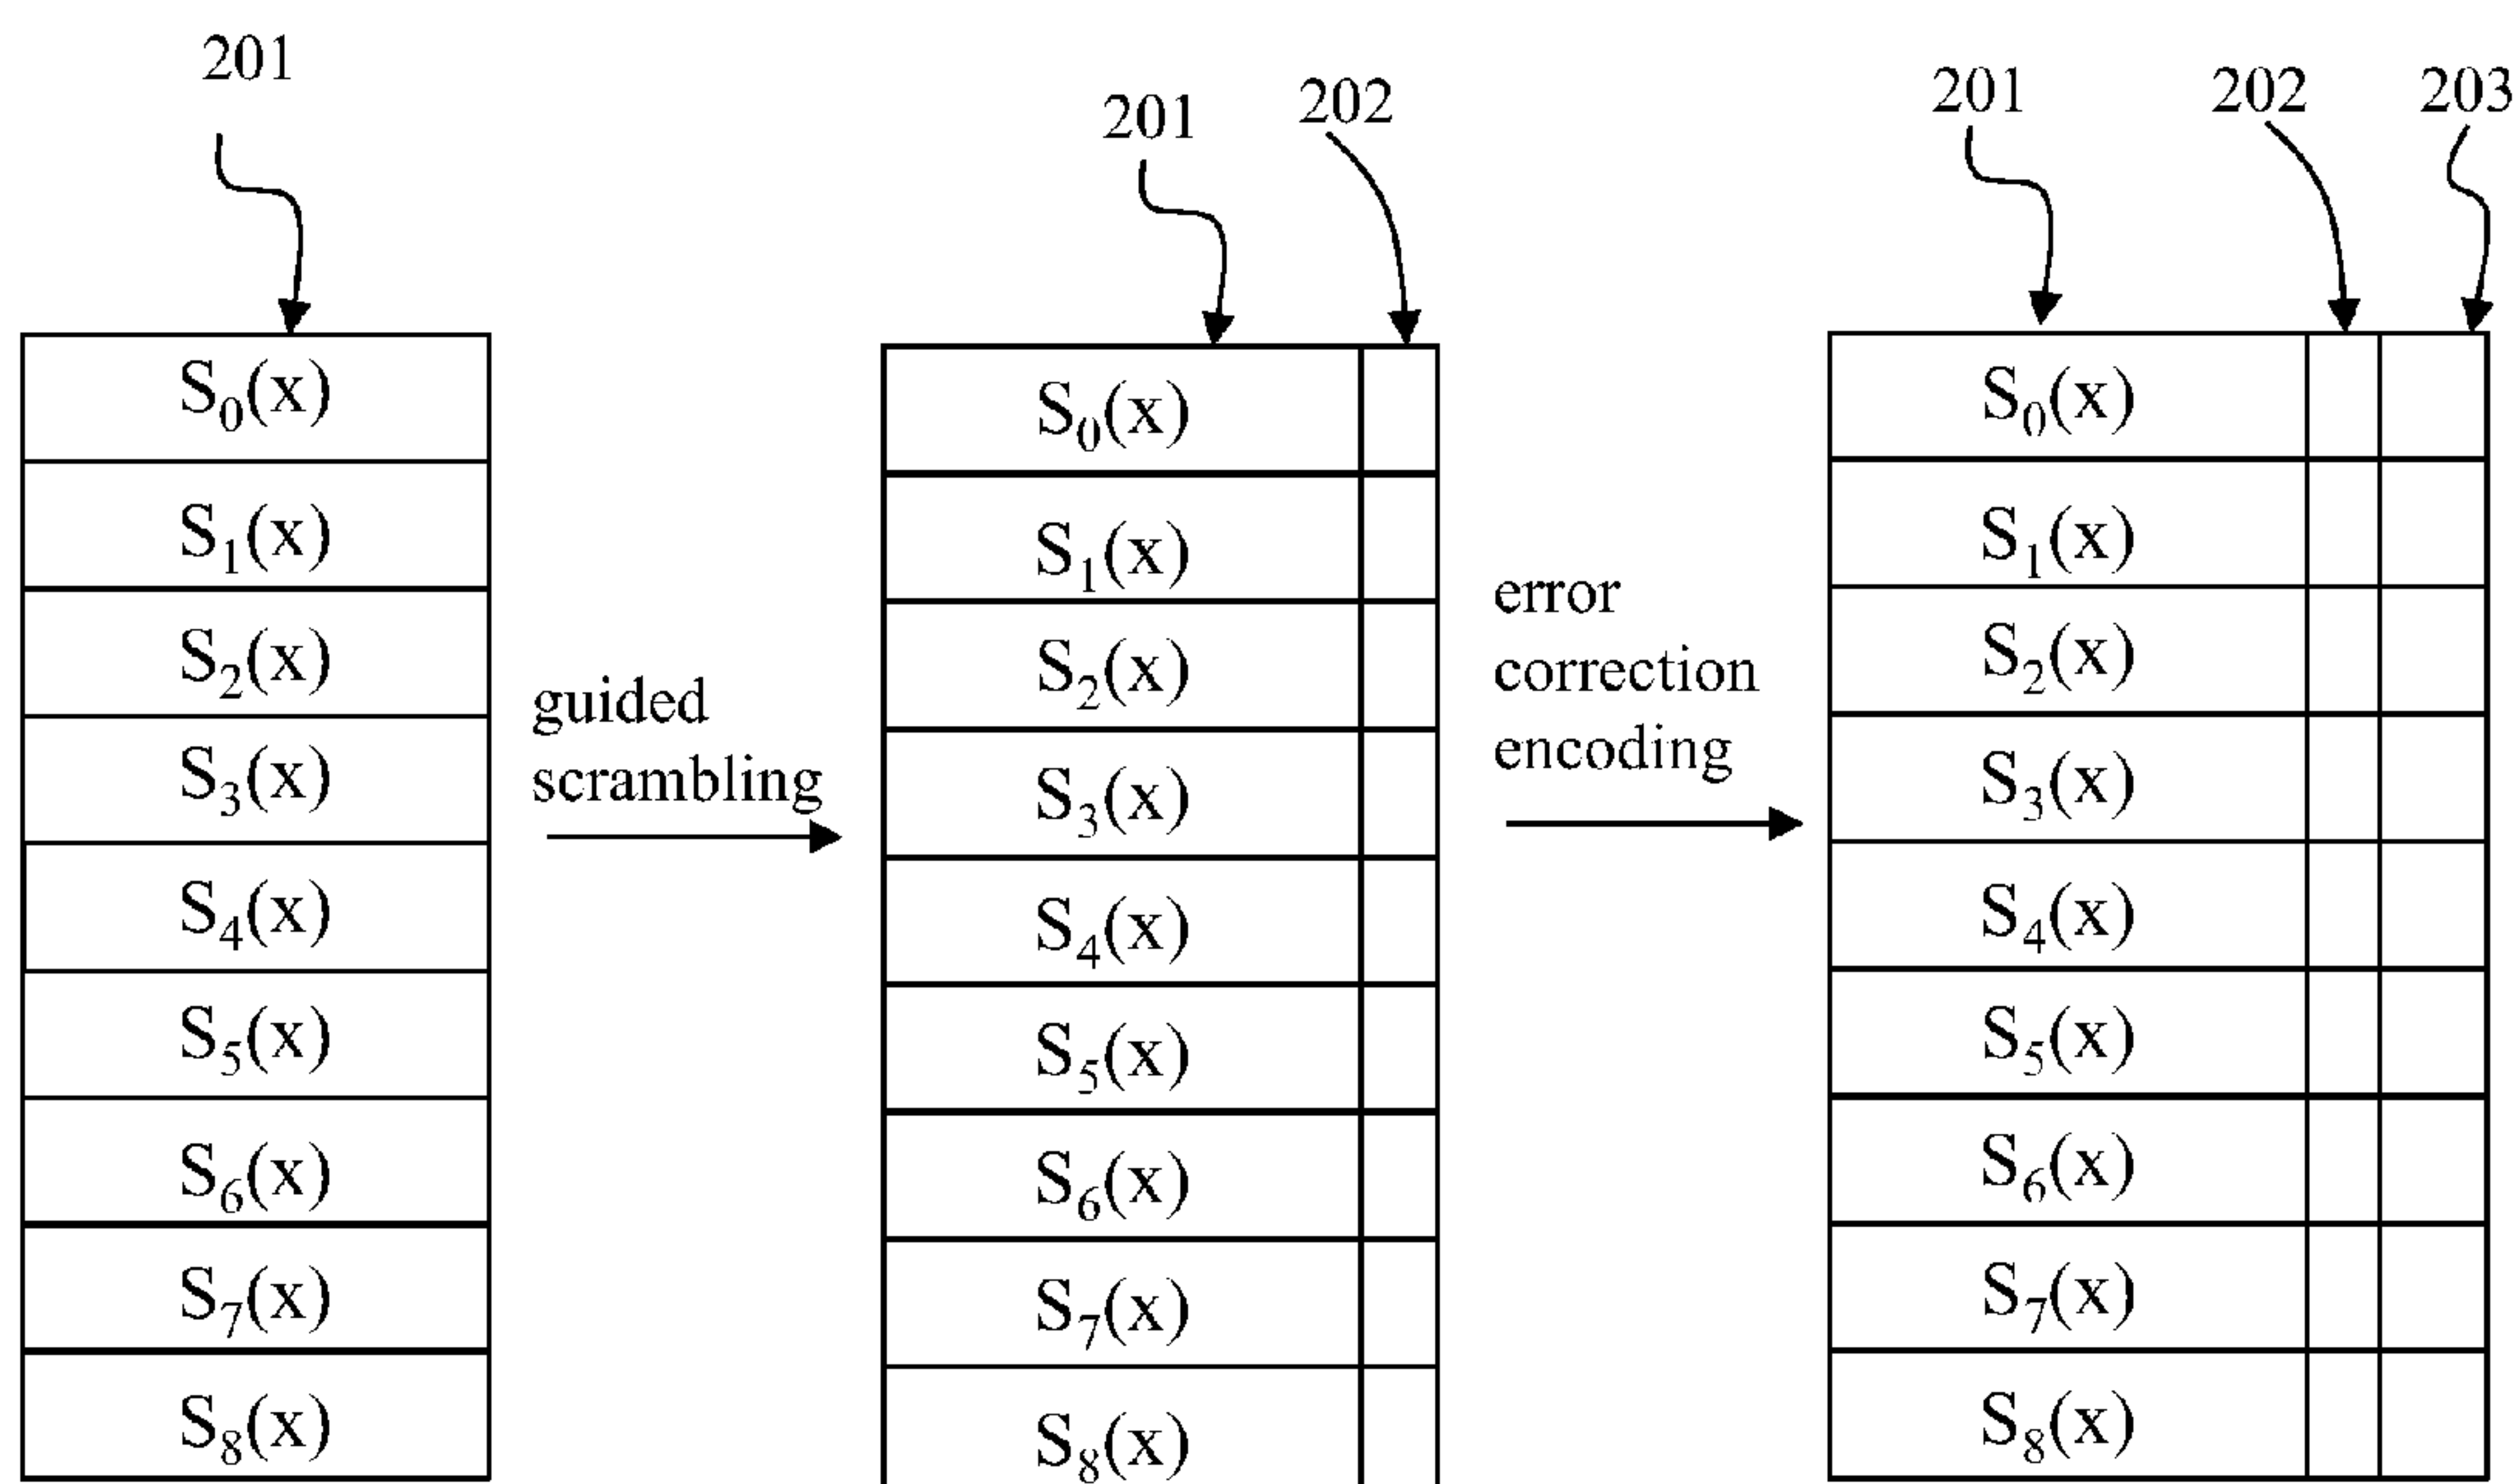 201
S₀(x)
S₁(x)
S₂(x)
S₃(x)
S₄(x)
S₅(x)
S₆(x)
S₇(x)
S₈(x)
guided
scrambling
201 202
S₀(x)
S₁(x)
S₂(x)
S₃(x)
S₄(x)
S₅(x)
S₆(x)
S₇(x)
S₈(x)
error
correction
encoding
201 202 203
S₀(x)
S₁(x)
S₂(x)
S₃(x)
S₄(x)
S₅(x)
S₆(x)
S₇(x)
S₈(x)